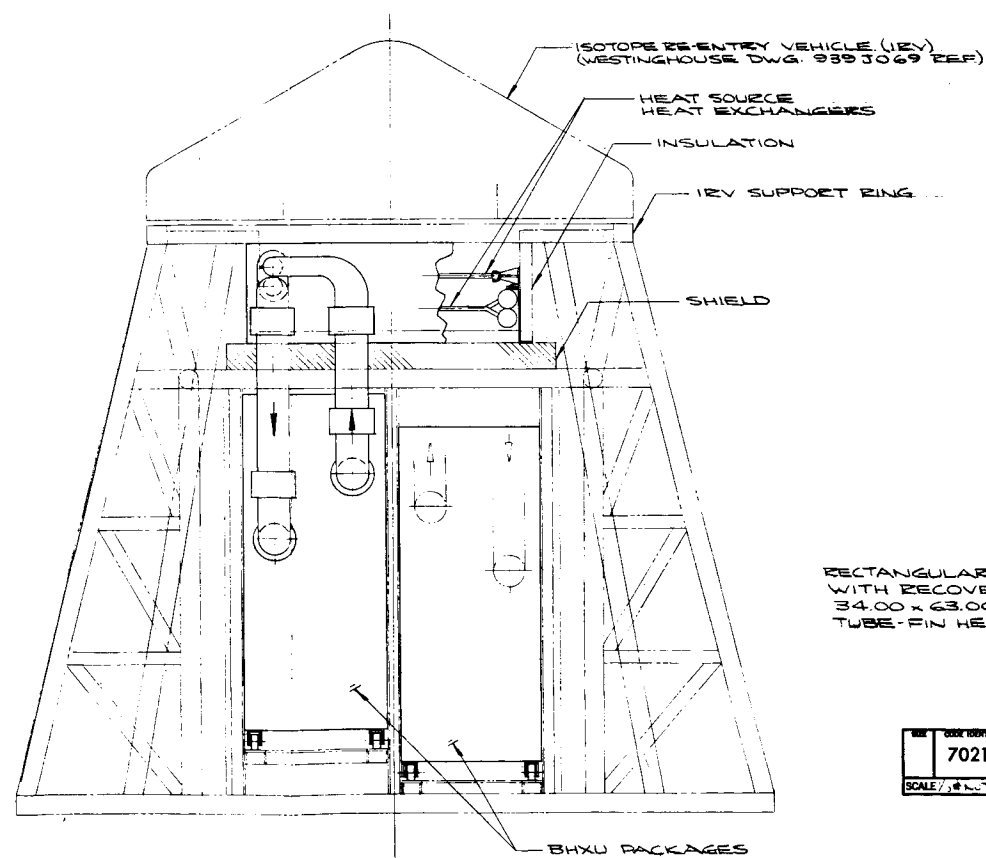 ISOTOPE RE-ENTRY VEHICLE (IRV)
(WESTINGHOUSE DWG. 939J069 REF)
HEAT SOURCE
HEAT EXCHANGERS
INSULATION
IRV SUPPORT RING
SHIELD
RECTANGULAR
WITH RECOVE
34.00 x 63.00
TUBE-FIN HE
SIZE
7021
SCALE
BHXU PACKAGES